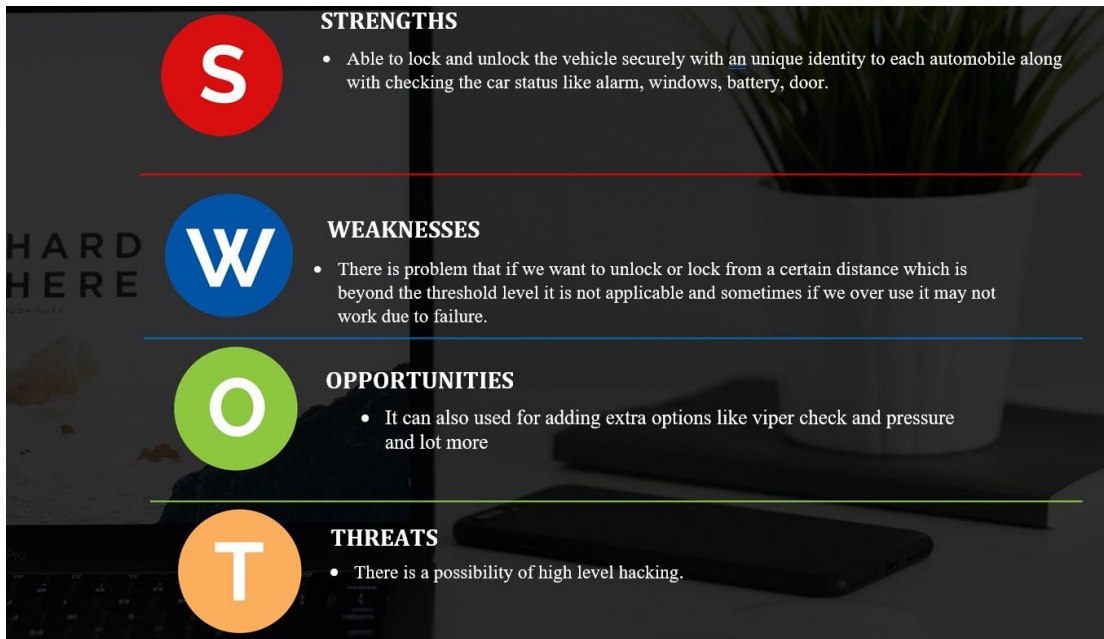 S
STRENGTHS
• Able to lock and unlock the vehicle securely with an unique identity to each automobile along
with checking the car status like alarm, windows, battery, door.
HARD
HERE
W
WEAKNESSES
• There is problem that if we want to unlock or lock from a certain distance which is
beyond the threshold level it is not applicable and sometimes if we over use it may not
work due to failure.
O
OPPORTUNITIES
• It can also used for adding extra options like viper check and pressure
and lot more
T
THREATS
• There is a possibility of high level hacking.
Pro